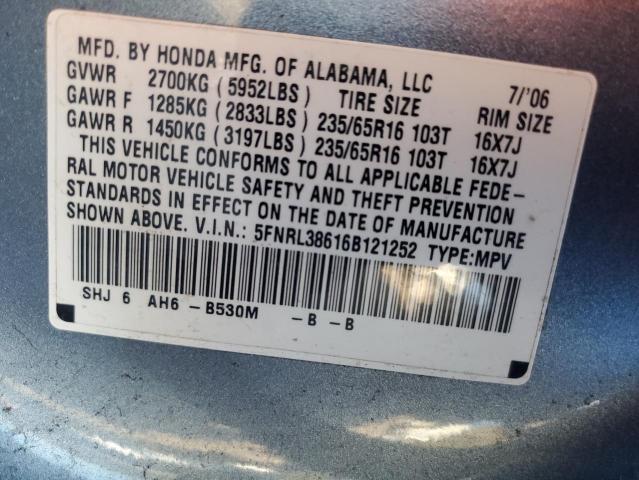 MFD. BY HONDA MFG. OF ALABAMA, LLC 7/'06
GVWR 2700KG (5952LBS) TIRE SIZE RIM SIZE
GAWR F 1285KG (2833LBS) 235/65R16 103T 16X7J
GAWR R 1450KG (3197LBS) 235/65R16 103T 16X7J
THIS VEHICLE CONFORMS TO ALL APPLICABLE FEDE-
RAL MOTOR VEHICLE SAFETY AND THEFT PREVENTION
STANDARDS IN EFFECT ON THE DATE OF MANUFACTURE
SHOWN ABOVE. V.I.N.: 5FNRL38616B121252 TYPE:MPV
SHJ 6 AH6 -B530M -B -B